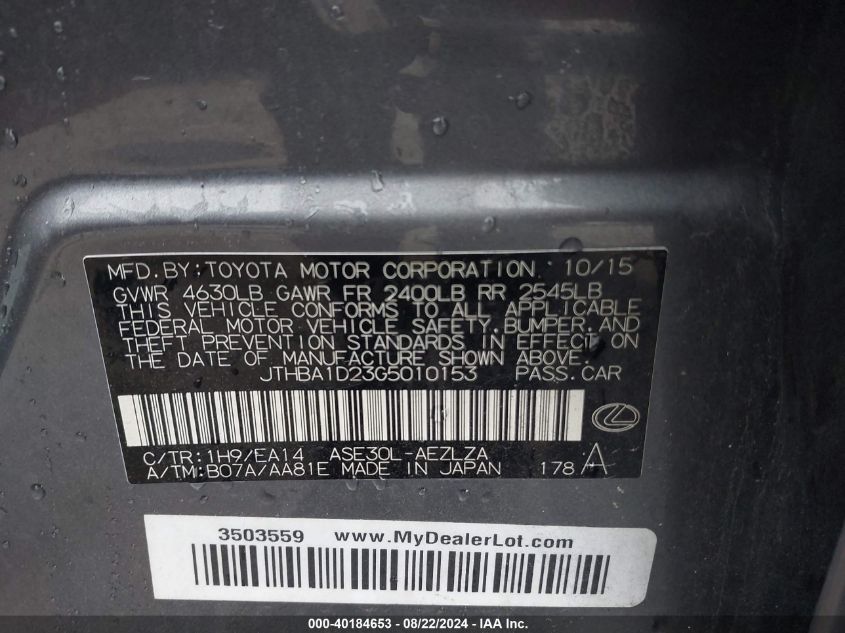 MFD.BY:TOYOTA MOTOR CORPORATION 10/15
GVWR 4630LB GAWR FR 2400LB RR 2545LB
THIS VEHICLE CONFORMS TO ALL APPLICABLE
FEDERAL MOTOR VEHICLE SAFETY,BUMPER,AND
THEFT PREVENTION STANDARDS IN EFFECT ON
THE DATE OF MANUFACTURE SHOWN ABOVE.
JTHBA1D23G5010153 PASS.CAR
C/TR:1H9/EA14 ASE30L-AEZLZA
A/TM:B07A/AA81E MADE IN JAPAN 178 A
3503559 www.MyDealerLot.com
000-40184653 - 08/22/2024 - IAA Inc.